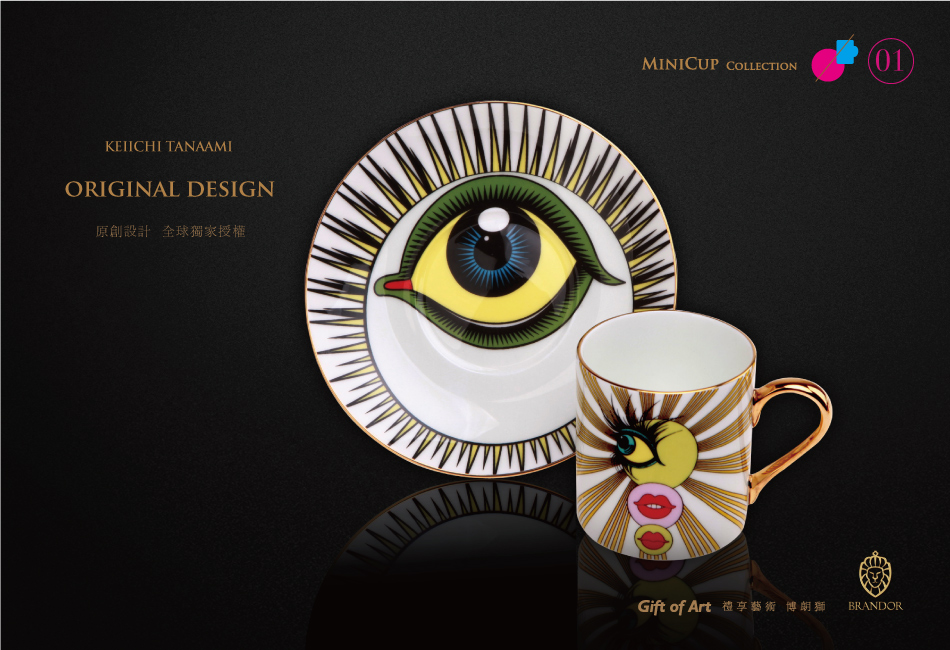 MINICUP COLLECTION
01
KEIICHI TANAAMI
ORIGINAL DESIGN
原創設計 全球獨家授權
Gift of Art 禮享藝術 博朗獅
BRANDOR